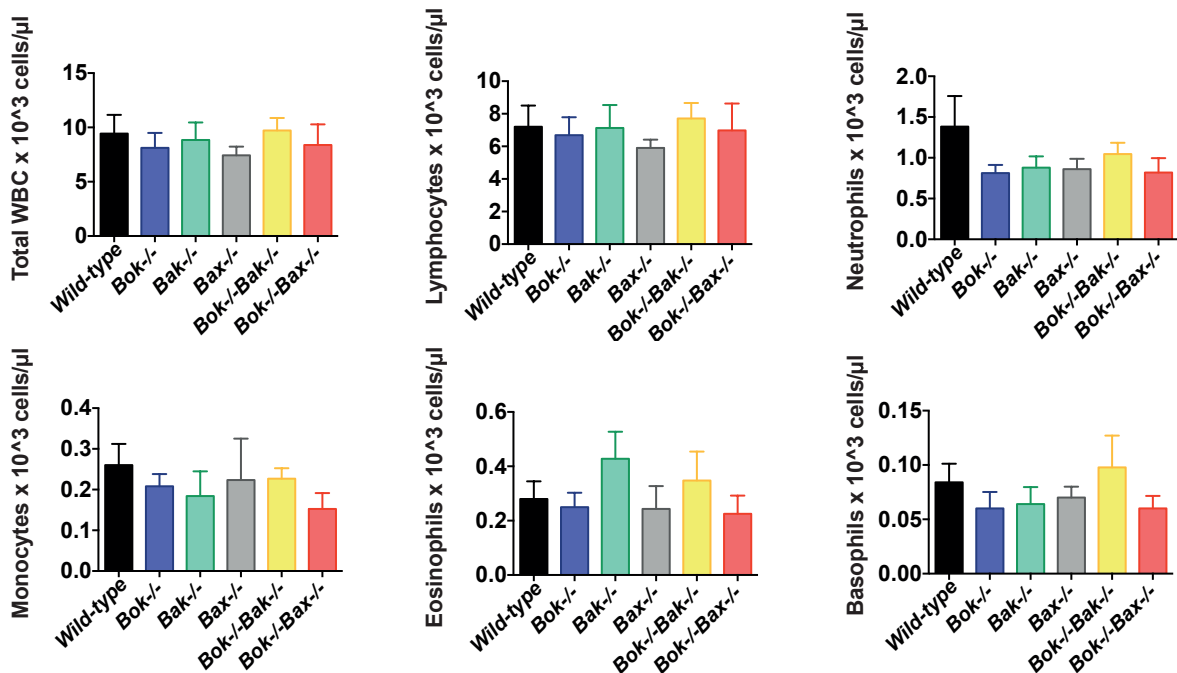 Total WBC x 10^3 cells/µl
15
10
5
0
Wild-type
Bok-/-
Bak-/-
Bax-/-
Bok-/-Bak-/-
Bok-/-Bax-/-
Lymphocytes x 10^3 cells/µl
10
8
6
4
2
0
Wild-type
Bok-/-
Bak-/-
Bax-/-
Bok-/-Bak-/-
Bok-/-Bax-/-
Neutrophils x 10^3 cells/µl
2.0
1.5
1.0
0.5
0.0
Wild-type
Bok-/-
Bak-/-
Bax-/-
Bok-/-Bak-/-
Bok-/-Bax-/-
Monocytes x 10^3 cells/µl
0.4
0.3
0.2
0.1
0.0
Wild-type
Bok-/-
Bak-/-
Bax-/-
Bok-/-Bak-/-
Bok-/-Bax-/-
Eosinophils x 10^3 cells/µl
0.6
0.4
0.2
0.0
Wild-type
Bok-/-
Bak-/-
Bax-/-
Bok-/-Bak-/-
Bok-/-Bax-/-
Basophils x 10^3 cells/µl
0.15
0.10
0.05
0.00
Wild-type
Bok-/-
Bak-/-
Bax-/-
Bok-/-Bak-/-
Bok-/-Bax-/-